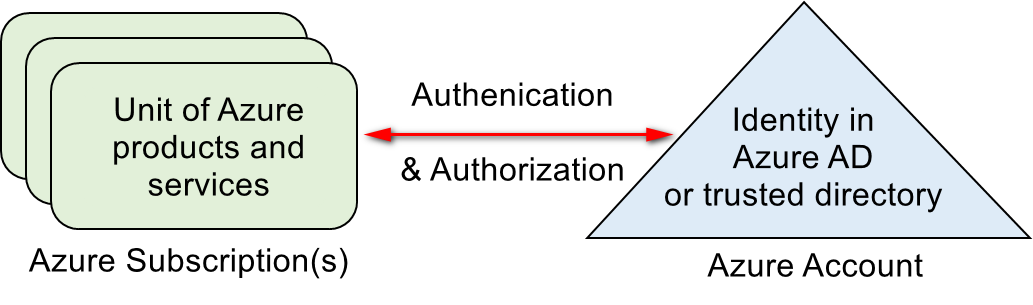 Unit of Azure
products and
services
Azure Subscription(s)
Authenication
& Authorization
Identity in
Azure AD
or trusted directory
Azure Account